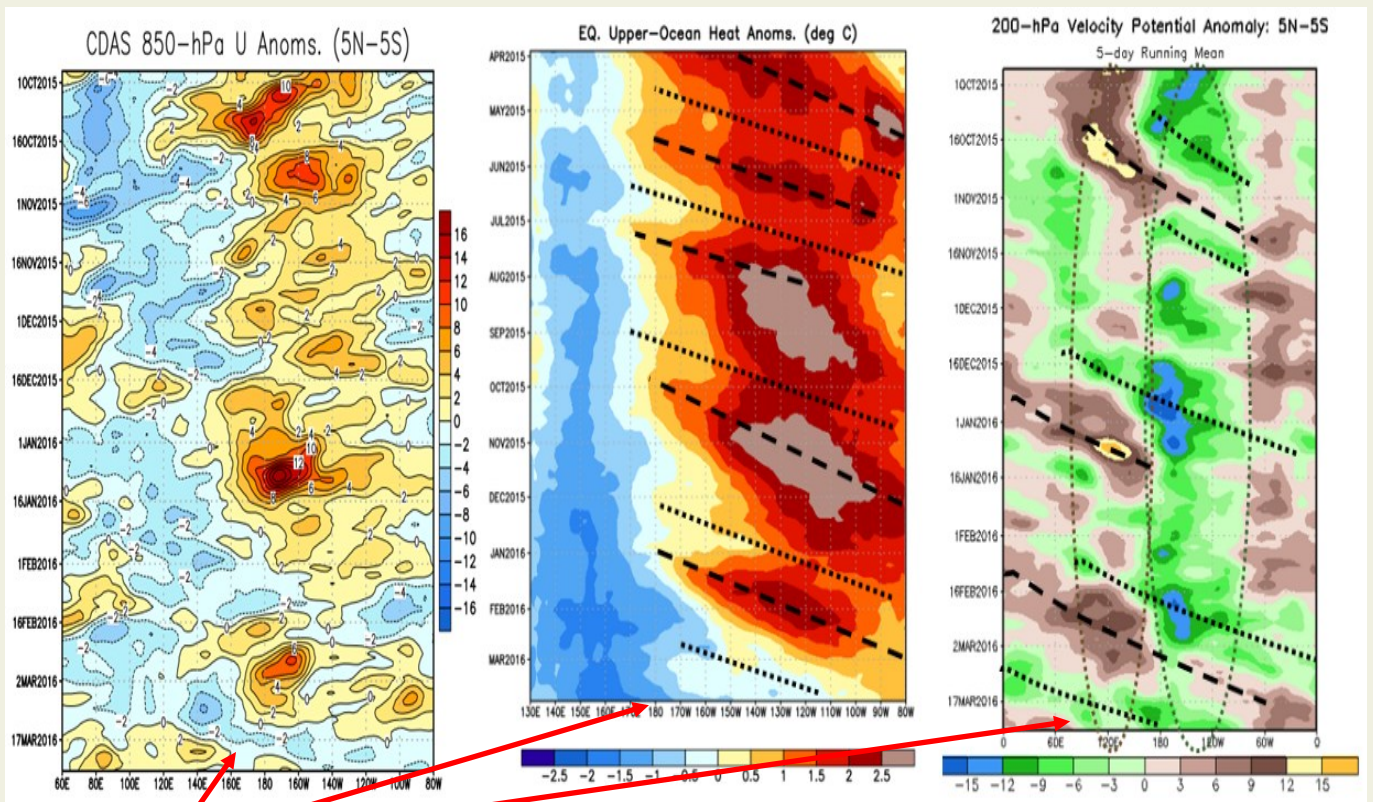 CDAS 850-hPa U Anoms. (5N-5S)
1OCT2015
16OCT2015
1NOV2015
16NOV2015
1DEC2015
16DEC2015
1JAN2016
16JAN2016
1FEB2016
16FEB2016
2MAR2016
17MAR2016
60E 80E 100E 120E 140E 160E 180 160W 140W 120W 100W 80W
16
14
12
10
8
6
4
2
0
-2
-4
-6
-8
-10
-12
-14
-16
EQ. Upper-Ocean Heat Anoms. (deg C)
APR2015
MAY2015
JUN2015
JUL2015
AUG2015
SEP2015
OCT2015
NOV2015
DEC2015
JAN2016
FEB2016
MAR2016
130E 140E 150E 160E 170E 180 170W 160W 150W 140W 130W 120W 110W 100W 90W 80W
-2.5 -2 -1.5 -1 0.5 0 0.5 1 1.5 2 2.5
200-hPa Velocity Potential Anomaly: 5N-5S
5-day Running Mean
1OCT2015
16OCT2015
1NOV2015
16NOV2015
1DEC2015
16DEC2015
1JAN2016
16JAN2016
1FEB2016
16FEB2016
2MAR2016
17MAR2016
0 60E 120E 180 120W 60W 0
-15 -12 -9 -6 -3 0 3 6 9 12 15